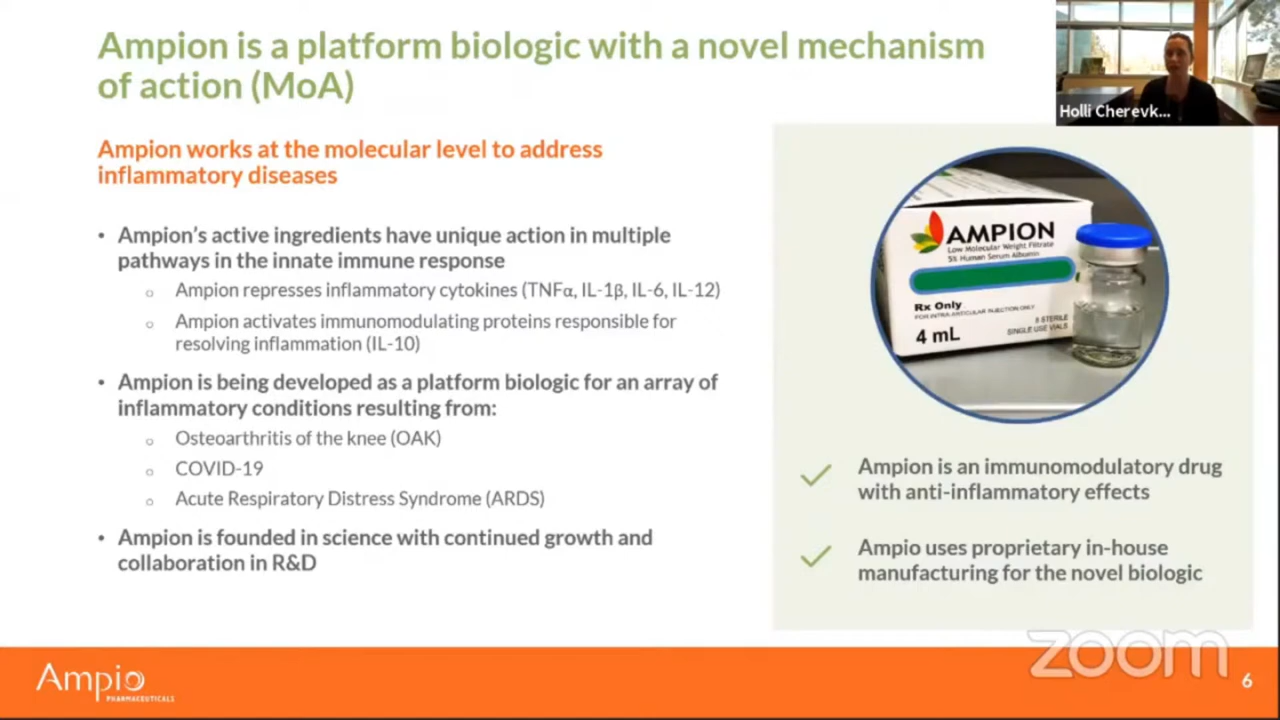 Ampion is a platform biologic with a novel mechanism
of action (MoA)
Holli Cherevk...
Ampion works at the molecular level to address
inflammatory diseases
• Ampion's active ingredients have unique action in multiple
pathways in the innate immune response
o Ampion represses inflammatory cytokines (TNFα, IL-1β, IL-6, IL-12)
o Ampion activates immunomodulating proteins responsible for
resolving inflammation (IL-10)
• Ampion is being developed as a platform biologic for an array of
inflammatory conditions resulting from:
o Osteoarthritis of the knee (OAK)
o COVID-19
o Acute Respiratory Distress Syndrome (ARDS)
• Ampion is founded in science with continued growth and
collaboration in R&D
AMPION
Low Molecular Weight Filtrate
5% Human Serum Albumin
Rx Only
FOR INTRA-ARTICULAR INJECTION ONLY
4 mL
STERILE
SINGLE USE VIALS
Ampion is an immunomodulatory drug
with anti-inflammatory effects
Ampio uses proprietary in-house
manufacturing for the novel biologic
zoom
Ampio
PHARMACEUTICALS
6